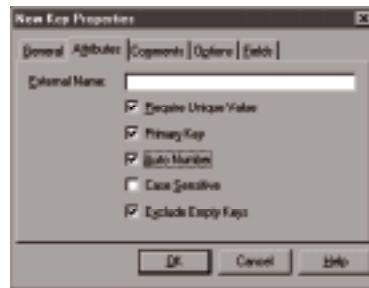 New Key Properties
General Attributes Comments Options Fields
External Name:
Require Unique Value
Primary Key
Auto Number
Case Sensitive
Exclude Empty Keys
OK Cancel Help